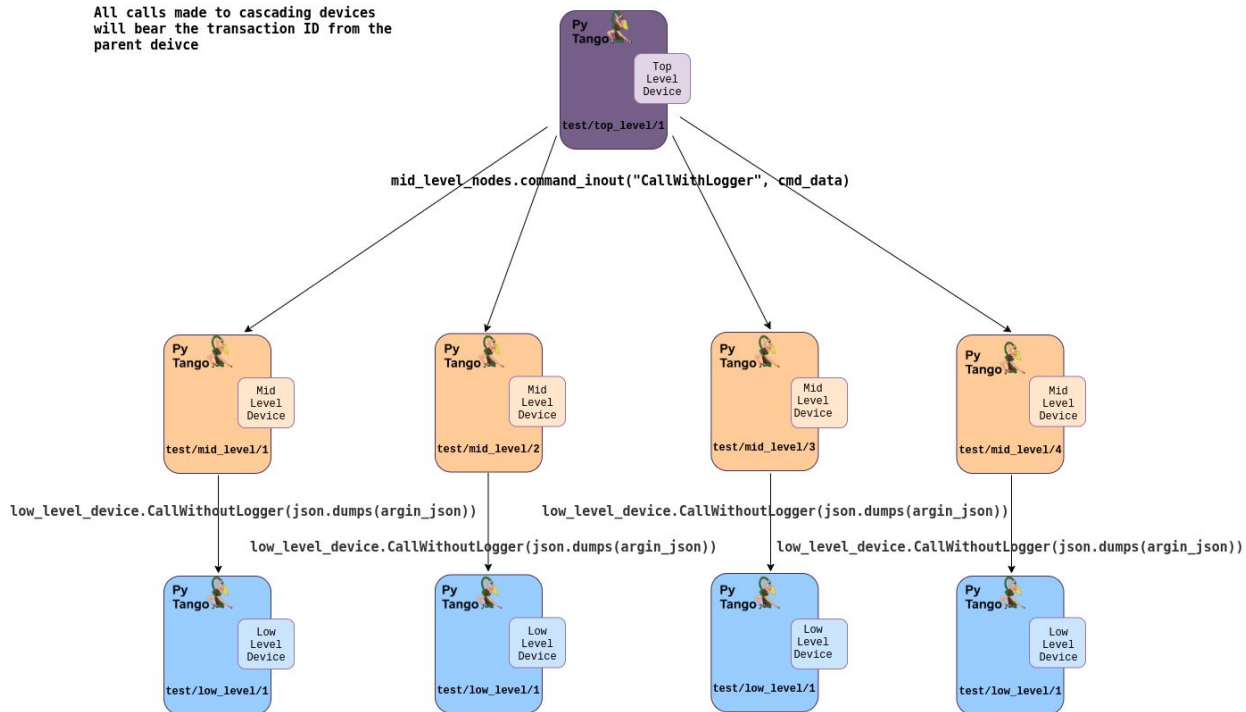 All calls made to cascading devices
will bear the transaction ID from the
parent deivce
Py
Tango
Top
Level
Device
test/top_level/1
mid_level_nodes.command_inout("CallWithLogger", cmd_data)
Py
Tango
Mid
Level
Device
test/mid_level/1
Py
Tango
Mid
Level
Device
test/mid_level/2
Py
Tango
Mid
Level
Device
test/mid_level/3
Py
Tango
Mid
Level
Device
test/mid_level/4
low_level_device.CallWithoutLogger(json.dumps(argin_json))
low_level_device.CallWithoutLogger(json.dumps(argin_json))
low_level_device.CallWithoutLogger(json.dumps(argin_json))
low_level_device.CallWithoutLogger(json.dumps(argin_json))
Py
Tango
Low
Level
Device
test/low_level/1
Py
Tango
Low
Level
Device
test/low_level/1
Py
Tango
Low
Level
Device
test/low_level/1
Py
Tango
Low
Level
Device
test/low_level/1